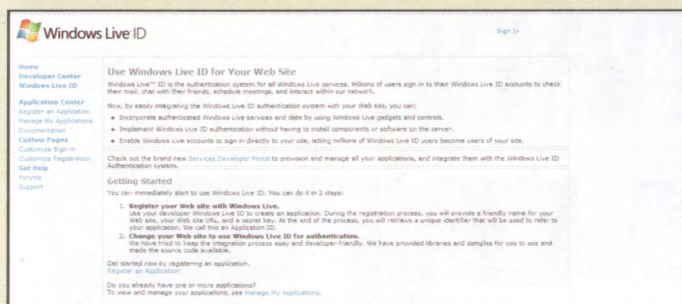 Windows Live ID
Sign In
Home
Developer Center
Windows Live ID
Application Center
Register an Application
Manage My Applications
Documentation
Custom Pages
Customize Sign-in
Customize Registration
Get Help
Forums
Support
Use Windows Live ID for Your Web Site
Windows Live™ ID is the authentication system for all Windows Live services. Millions of users sign in to their Windows Live ID accounts to check
their mail, chat with their friends, schedule meetings, and interact within our network.
Now, by easily integrating the Windows Live ID authentication system with your Web site, you can:
• Incorporate authenticated Windows Live services and data by using Windows Live gadgets and controls.
• Implement Windows Live ID authentication without having to install components or software on the server.
• Enable Windows Live accounts to sign in directly to your site, letting millions of Windows Live ID users become users of your site.
Check out the brand new Services Developer Portal to provision and manage all your applications, and integrate them with the Windows Live ID
Authentication system.
Getting Started
You can immediately start to use Windows Live ID. You can do it in 2 steps:
1. Register your Web site with Windows Live.
Use your developer Windows Live ID to create an application. During the registration process, you will provide a friendly name for your
Web site, your Web site URL, and a secret key. At the end of the process, you will retrieve a unique identifier that will be used to refer to
your application. We call this an Application ID.
2. Change your Web site to use Windows Live ID for authentication.
We have tried to keep the integration process easy and developer-friendly. We have provided libraries and samples for you to use and
made the source code available.
Get started now by registering an application.
Register an Application!
Do you already have one or more applications?
To view and manage your applications, see Manage My Applications.